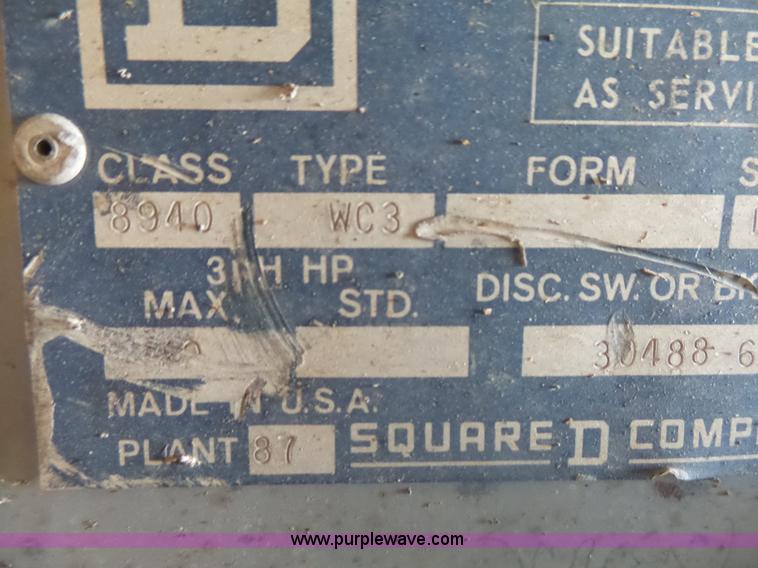 SUITABLE
AS SERVI
CLASS TYPE FORM S
8940 WC3
3PH HP
MAX. STD. DISC. SW. OR
30488-6
MADE IN U.S.A.
PLANT 87 SQUARE D COMP
www.purplewave.com